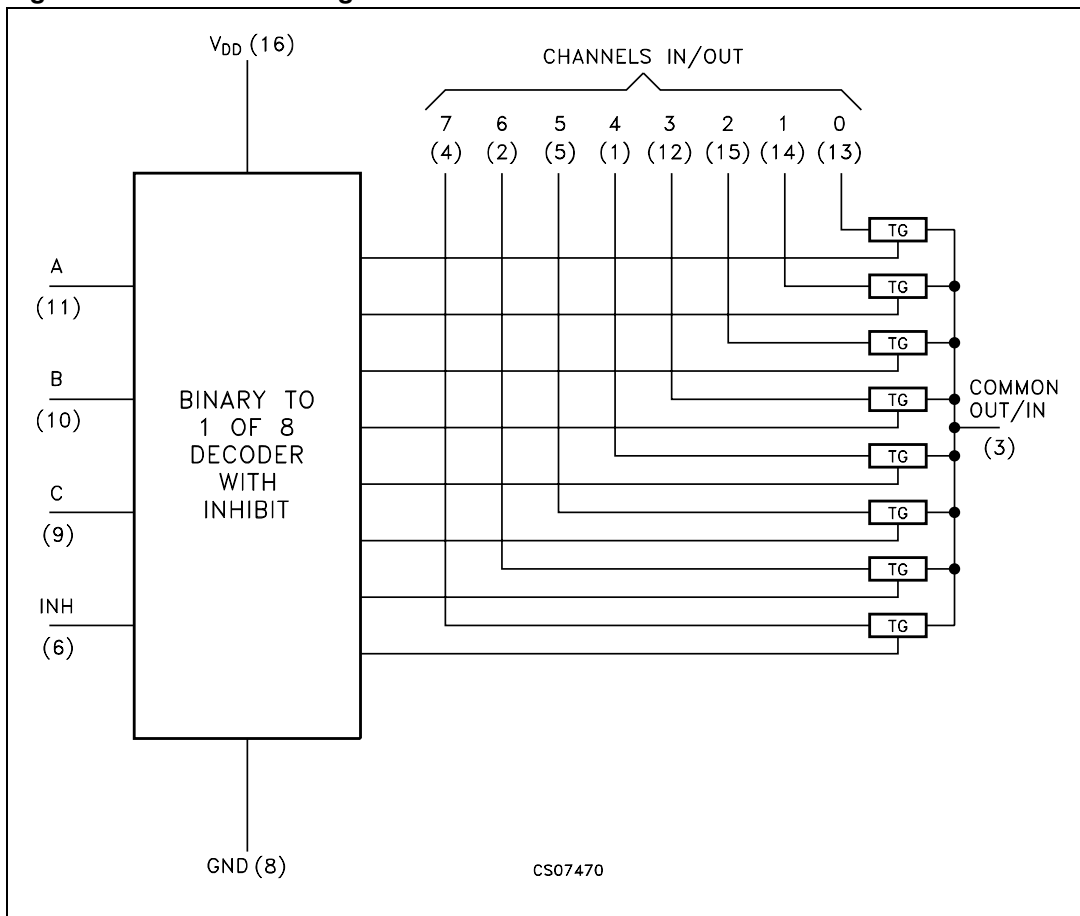 V_DD (16)
CHANNELS IN/OUT
7 6 5 4 3 2 1 0
(4) (2) (5) (1) (12) (15) (14) (13)
TG
A
(11)
TG
TG
B
(10)
BINARY TO
1 OF 8
DECODER
WITH
INHIBIT
TG
COMMON
OUT/IN
(3)
TG
C
(9)
TG
TG
INH
(6)
TG
GND (8)
CS07470